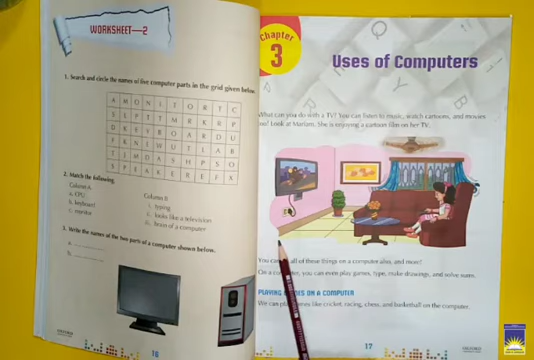 WORKSHEET—2
1. Search and circle the names of five computer parts in the grid given below.
2. Match the following.
Column A
a. CPU
b. keyboard
c. monitor
Column B
i. typing
ii. looks like a television
iii. brain of a computer
3. Write the names of the two parts of a computer shown below.
a.
b.
16
Chapter
3
Uses of Computers
What can you do with a TV? You can listen to music, watch cartoons, and movies
too! Look at Mariam. She is enjoying a cartoon film on her TV.
You can all of these things on a computer also, and more!
On a computer, you can even play games, type, make drawings, and solve sums.
PLAYING GAMES ON A COMPUTER
We can play games like cricket, racing, chess, and basketball on the computer.
17
OXFORD